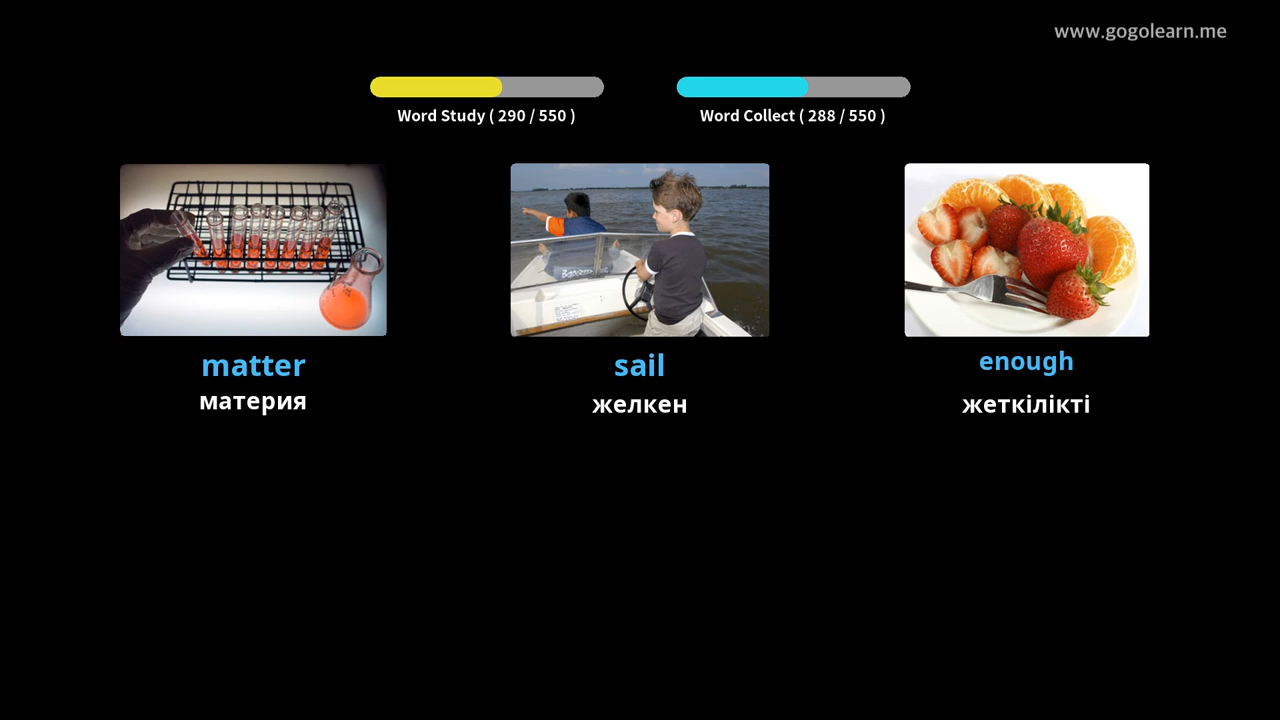 www.gogolearn.me
Word Study ( 290 / 550 )
Word Collect ( 288 / 550 )
matter
материя
sail
желкен
enough
жеткілікті